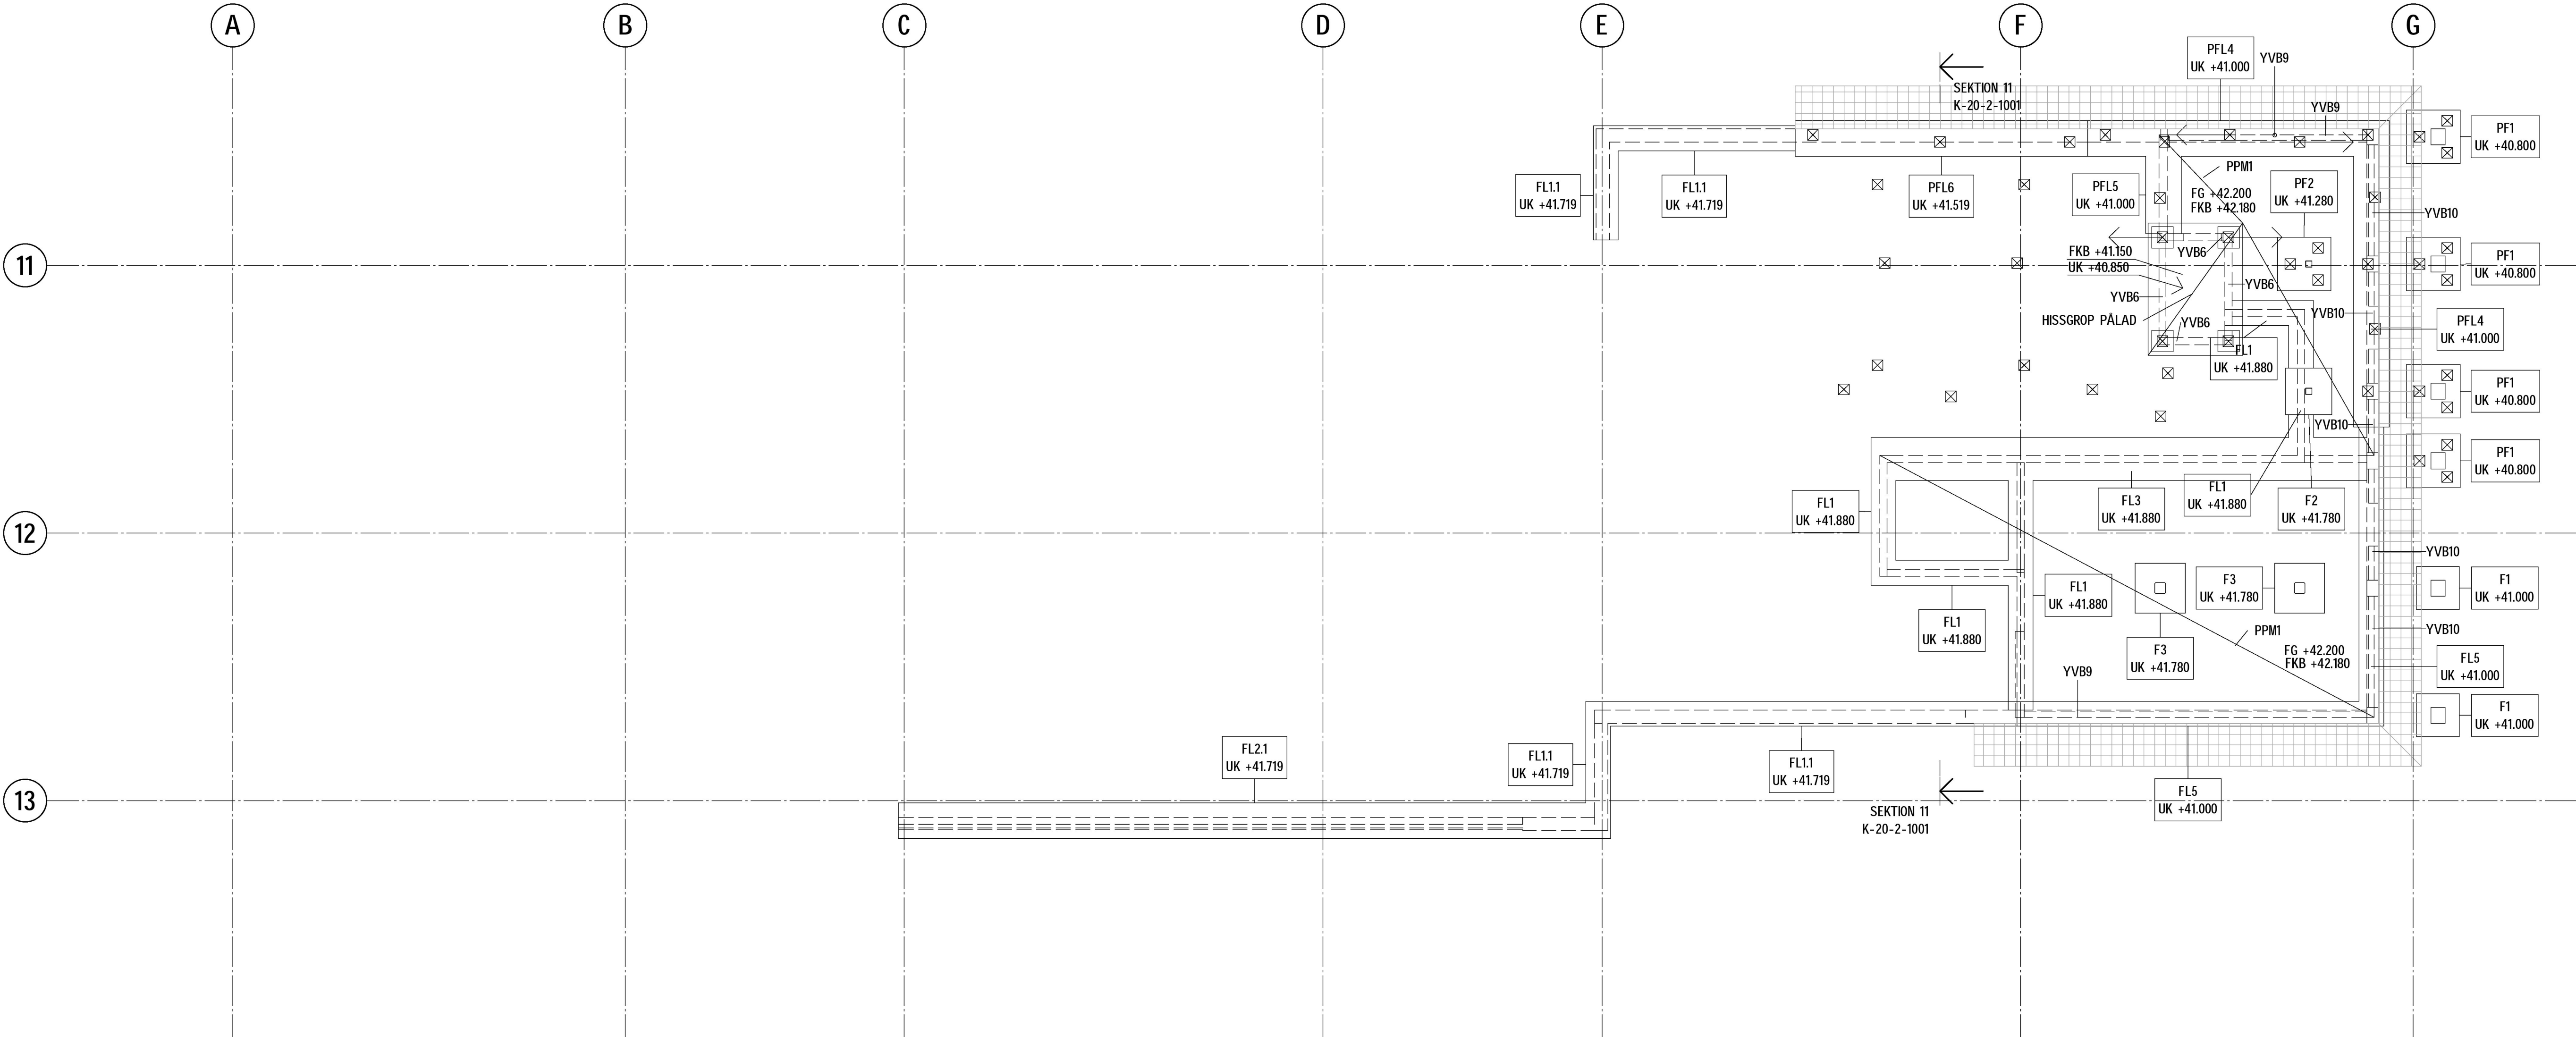 A
B
C
D
E
F
G
PFL4
UK +41.000
YVB9
SEKTION 11
K-20-2-1001
YVB9
PF1
UK +40.800
PPM1
FL1.1
UK +41.719
FL1.1
UK +41.719
PFL6
UK +41.519
PFL5
UK +41.000
FG +42.200
FKB +42.180
PF2
UK +41.280
YVB10
11
FKB +41.150
UK +40.850
YVB6
YVB6
YVB6
PF1
UK +40.800
HISSGROP PÅLAD
YVB6
YVB10
PFL4
UK +41.000
FL1
UK +41.880
PF1
UK +40.800
YVB10
PF1
UK +40.800
FL1
UK +41.880
FL3
UK +41.880
FL1
UK +41.880
F2
UK +41.780
12
YVB10
FL1
UK +41.880
F3
UK +41.780
F1
UK +41.000
FL1
UK +41.880
PPM1
YVB10
F3
UK +41.780
FG +42.200
FKB +42.180
YVB9
FL5
UK +41.000
F1
UK +41.000
FL2.1
UK +41.719
FL1.1
UK +41.719
FL1.1
UK +41.719
13
SEKTION 11
K-20-2-1001
FL5
UK +41.000